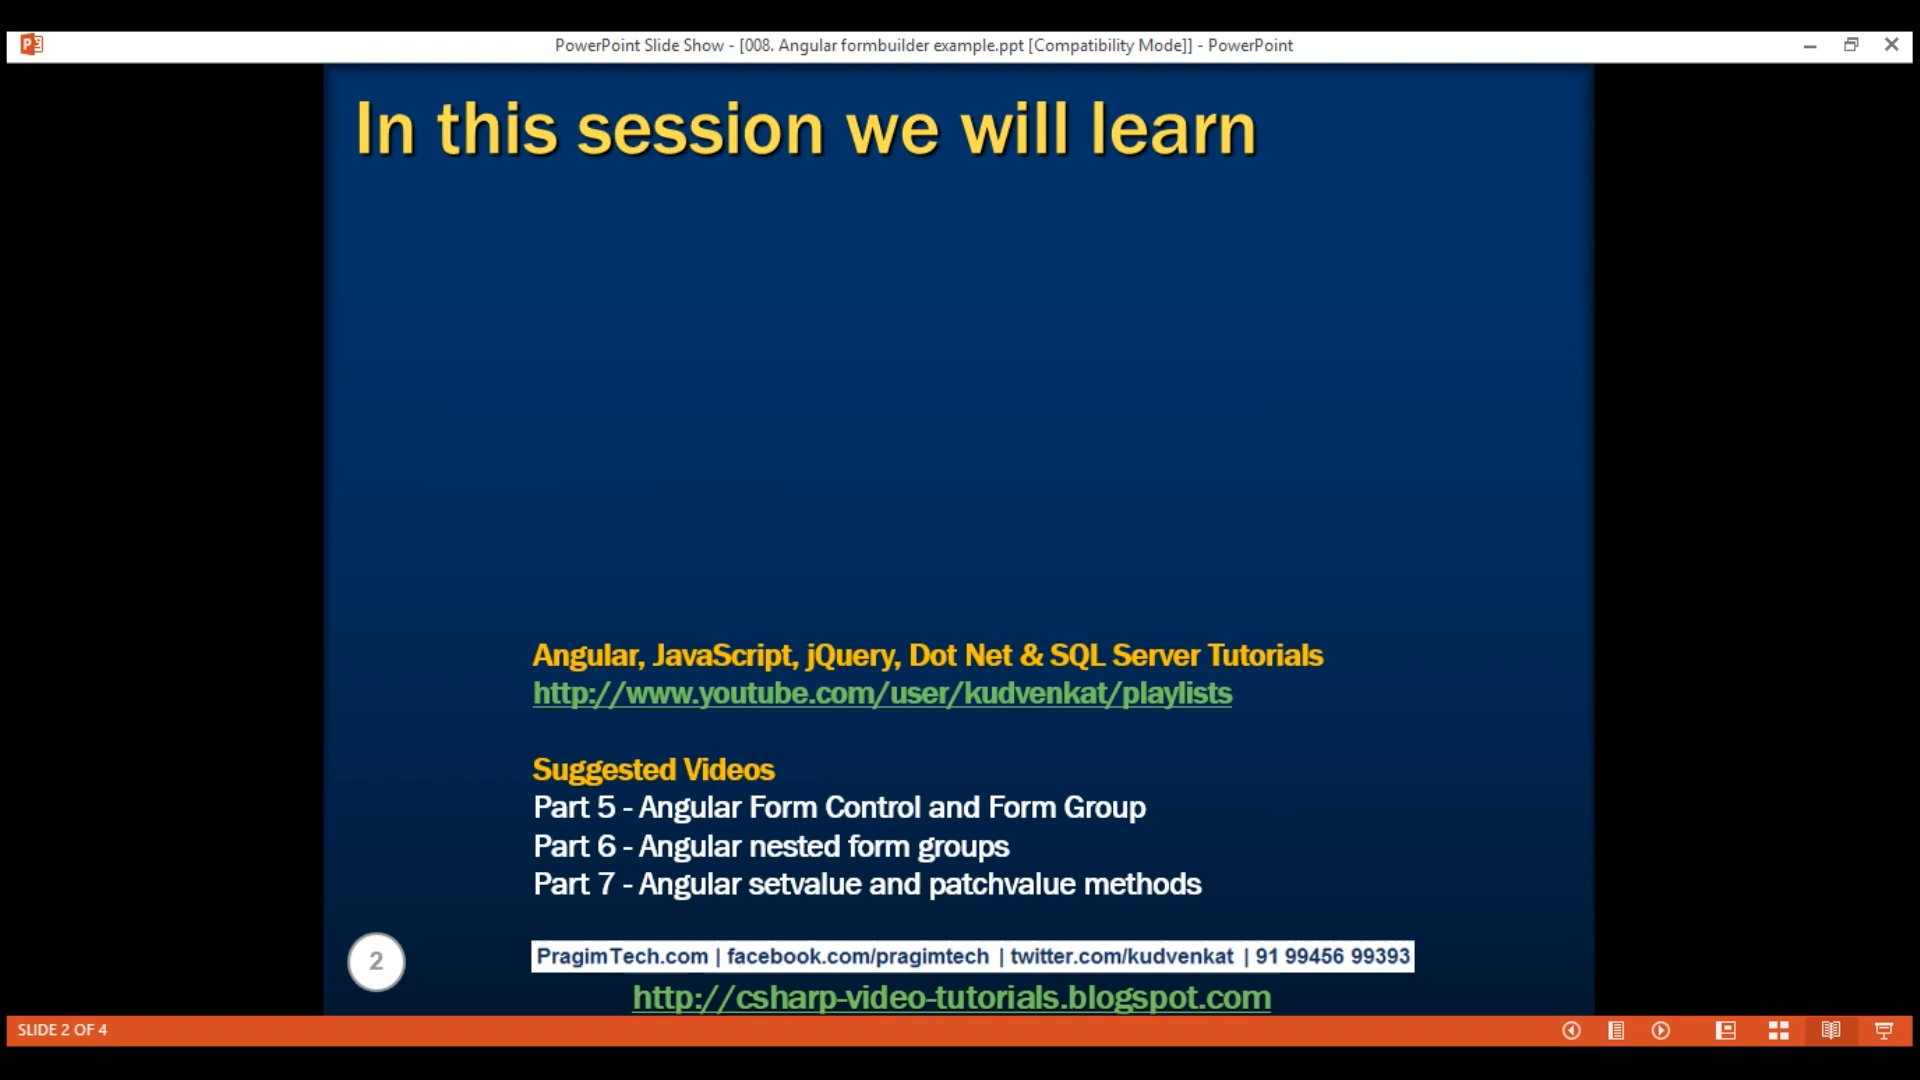 PowerPoint Slide Show - [008. Angular formbuilder example.ppt [Compatibility Mode]] - PowerPoint
In this session we will learn
Angular, JavaScript, jQuery, Dot Net & SQL Server Tutorials
http://www.youtube.com/user/kudvenkat/playlists
Suggested Videos
Part 5 - Angular Form Control and Form Group
Part 6 - Angular nested form groups
Part 7 - Angular setvalue and patchvalue methods
2
PragimTech.com | facebook.com/pragimtech | twitter.com/kudvenkat | 91 99456 99393
http://csharp-video-tutorials.blogspot.com
SLIDE 2 OF 4